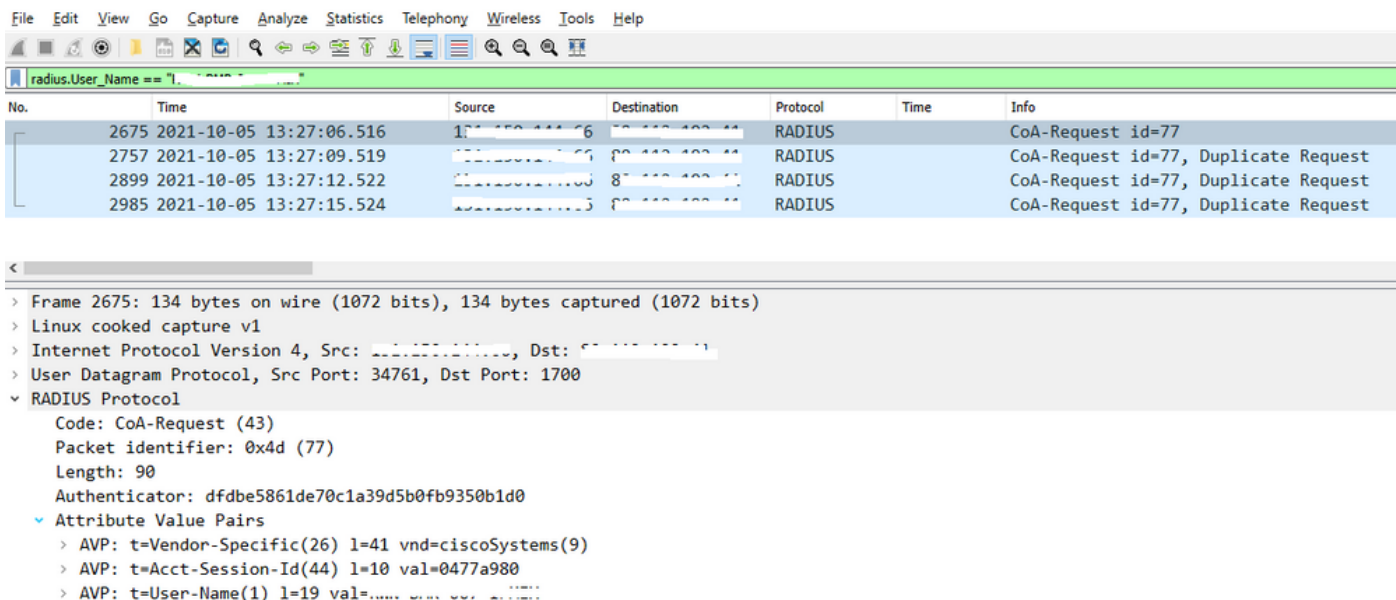 File Edit View Go Capture Analyze Statistics Telephony Wireless Tools Help
radius.User_Name == "
No. Time Source Destination Protocol Time Info
2675 2021-10-05 13:27:06.516 RADIUS CoA-Request id=77
2757 2021-10-05 13:27:09.519 RADIUS CoA-Request id=77, Duplicate Request
2899 2021-10-05 13:27:12.522 RADIUS CoA-Request id=77, Duplicate Request
2985 2021-10-05 13:27:15.524 RADIUS CoA-Request id=77, Duplicate Request
Frame 2675: 134 bytes on wire (1072 bits), 134 bytes captured (1072 bits)
Linux cooked capture v1
Internet Protocol Version 4, Src: , Dst:
User Datagram Protocol, Src Port: 34761, Dst Port: 1700
RADIUS Protocol
Code: CoA-Request (43)
Packet identifier: 0x4d (77)
Length: 90
Authenticator: dfdbe5861de70c1a39d5b0fb9350b1d0
Attribute Value Pairs
AVP: t=Vendor-Specific(26) l=41 vnd=ciscoSystems(9)
AVP: t=Acct-Session-Id(44) l=10 val=0477a980
AVP: t=User-Name(1) l=19 val=